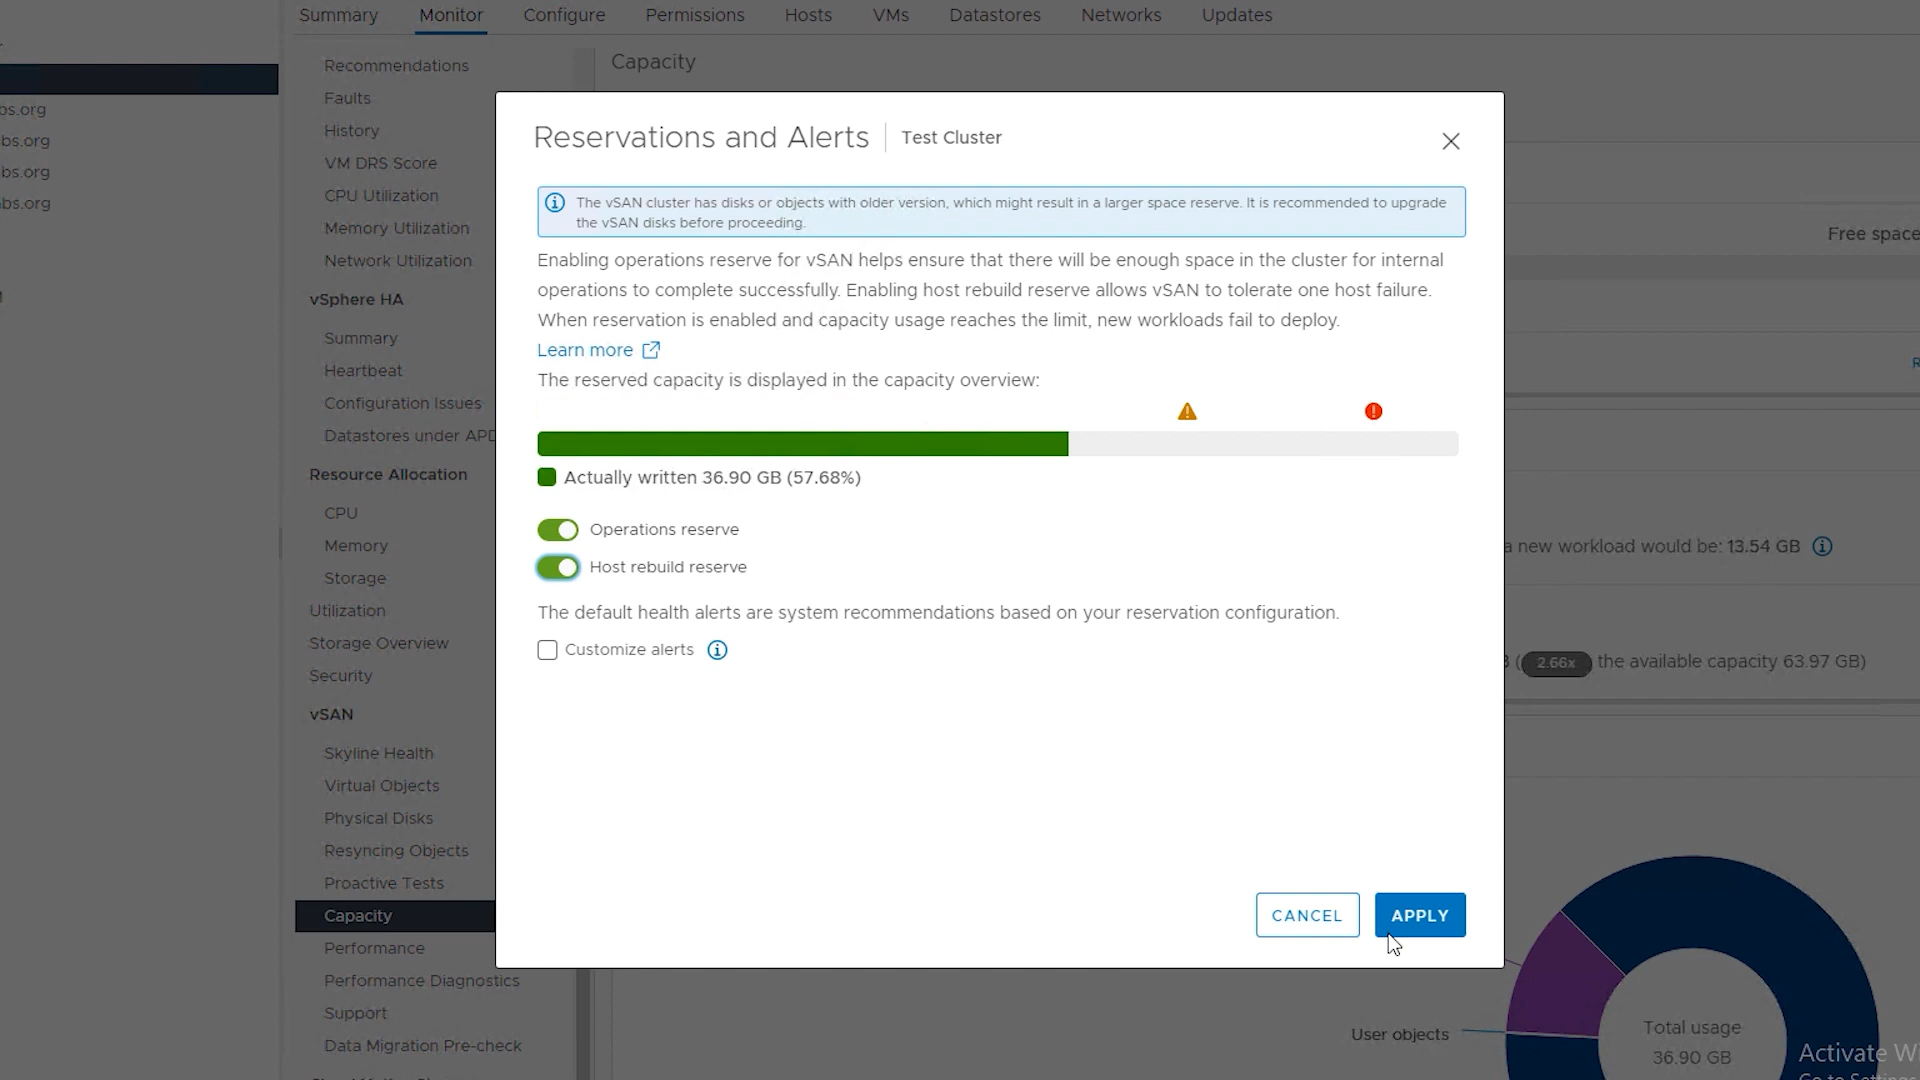 Summary Monitor Configure Permissions Hosts VMs Datastores Networks Updates
bs.org
bs.org
bs.org
Recommendations
Faults
History
VM DRS Score
CPU Utilization
Memory Utilization
Network Utilization
vSphere HA
Summary
Heartbeat
Configuration Issues
Datastores under APD
Resource Allocation
CPU
Memory
Storage
Utilization
Storage Overview
Security
vSAN
Skyline Health
Virtual Objects
Physical Disks
Resyncing Objects
Proactive Tests
Capacity
Performance
Performance Diagnostics
Support
Data Migration Pre-check
Capacity
Reservations and Alerts Test Cluster
The vSAN cluster has disks or objects with older version, which might result in a larger space reserve. It is recommended to upgrade
the vSAN disks before proceeding.
Enabling operations reserve for vSAN helps ensure that there will be enough space in the cluster for internal
operations to complete successfully. Enabling host rebuild reserve allows vSAN to tolerate one host failure.
When reservation is enabled and capacity usage reaches the limit, new workloads fail to deploy.
Learn more
The reserved capacity is displayed in the capacity overview:
Actually written 36.90 GB (57.68%)
Operations reserve
Host rebuild reserve
The default health alerts are system recommendations based on your reservation configuration.
Customize alerts
CANCEL APPLY
Free space
a new workload would be: 13.54 GB
2.66x the available capacity 63.97 GB)
User objects
Total usage
36.90 GB
Activate W